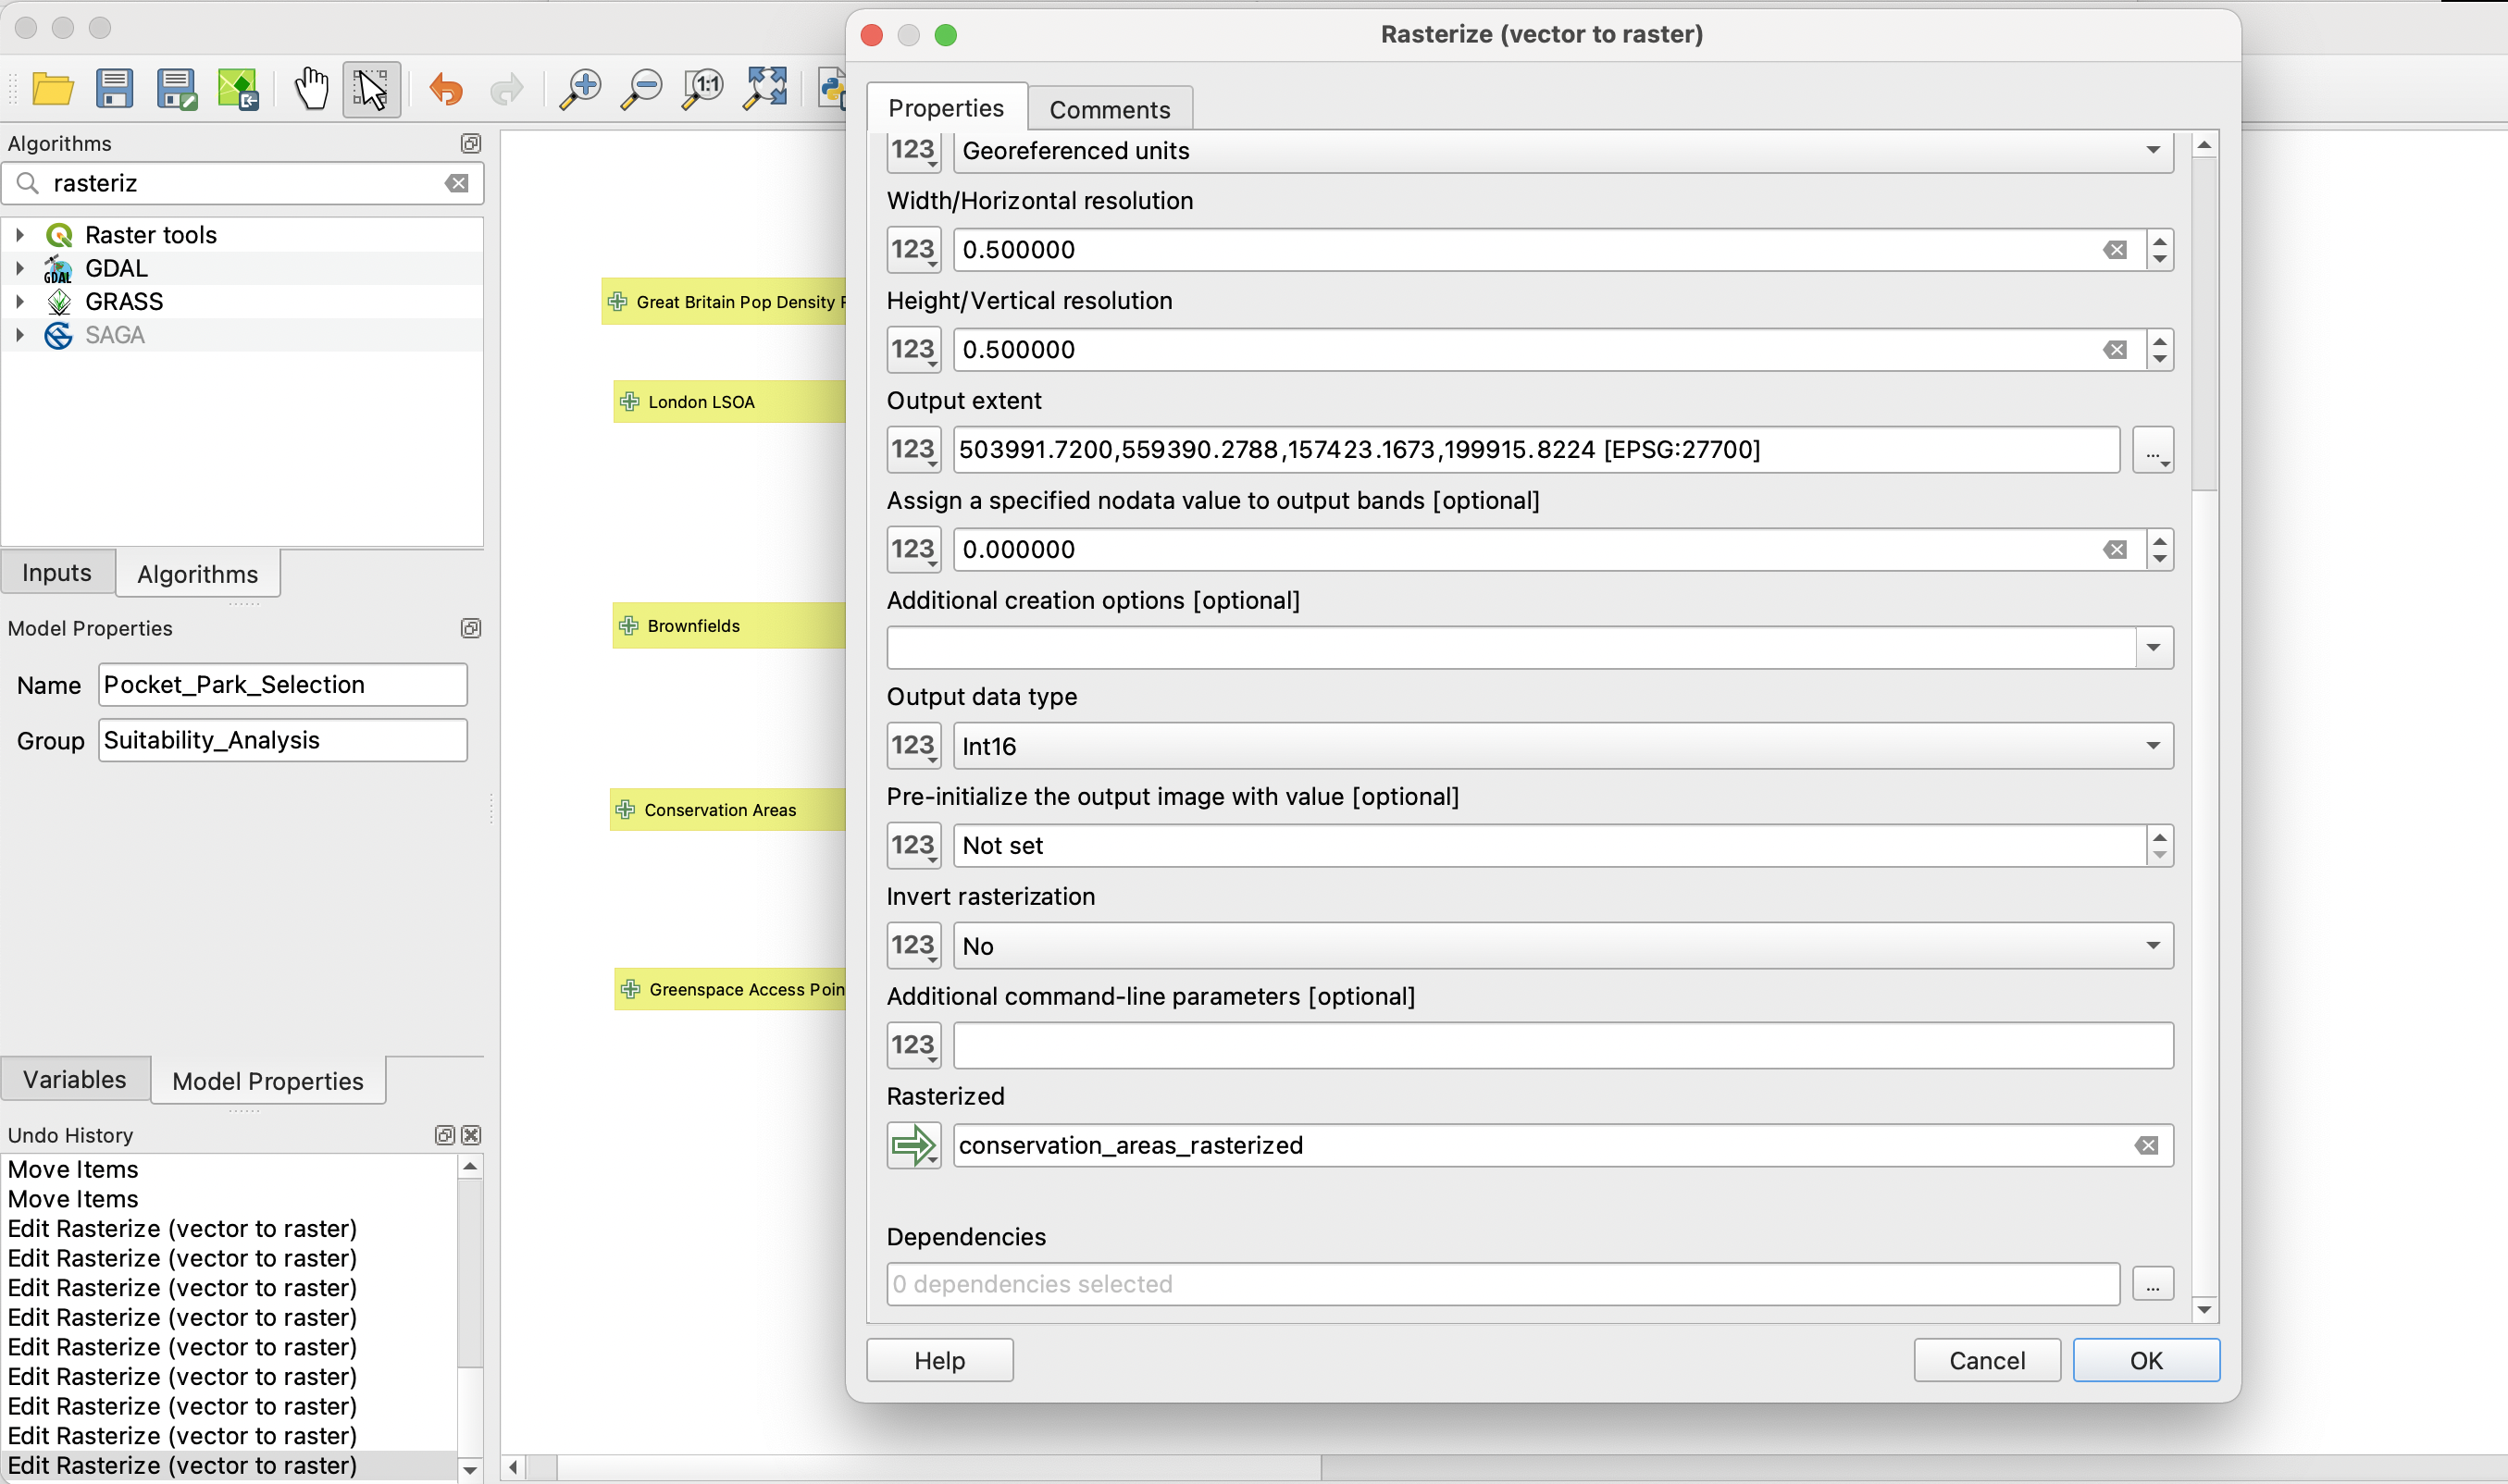 Rasterize (vector to raster)
1:1
Algorithms
rasteriz
Raster tools
GDAL
GDAL
GRASS
SAGA
Inputs
Algorithms
Model Properties
Name
Pocket_Park_Selection
Group
Suitability_Analysis
Variables
Model Properties
Undo History
Move Items
Move Items
Edit Rasterize (vector to raster)
Edit Rasterize (vector to raster)
Edit Rasterize (vector to raster)
Edit Rasterize (vector to raster)
Edit Rasterize (vector to raster)
Edit Rasterize (vector to raster)
Edit Rasterize (vector to raster)
Edit Rasterize (vector to raster)
Edit Rasterize (vector to raster)
Great Britain Pop Density
London LSOA
Brownfields
Conservation Areas
Greenspace Access Poin
Properties
Comments
123
Georeferenced units
Width/Horizontal resolution
123
0.500000
Height/Vertical resolution
123
0.500000
Output extent
123
503991.7200,559390.2788,157423.1673,199915.8224 [EPSG:27700]
...
Assign a specified nodata value to output bands [optional]
123
0.000000
Additional creation options [optional]
Output data type
123
Int16
Pre-initialize the output image with value [optional]
123
Not set
Invert rasterization
123
No
Additional command-line parameters [optional]
123
Rasterized
conservation_areas_rasterized
Dependencies
0 dependencies selected
...
Help
Cancel
OK